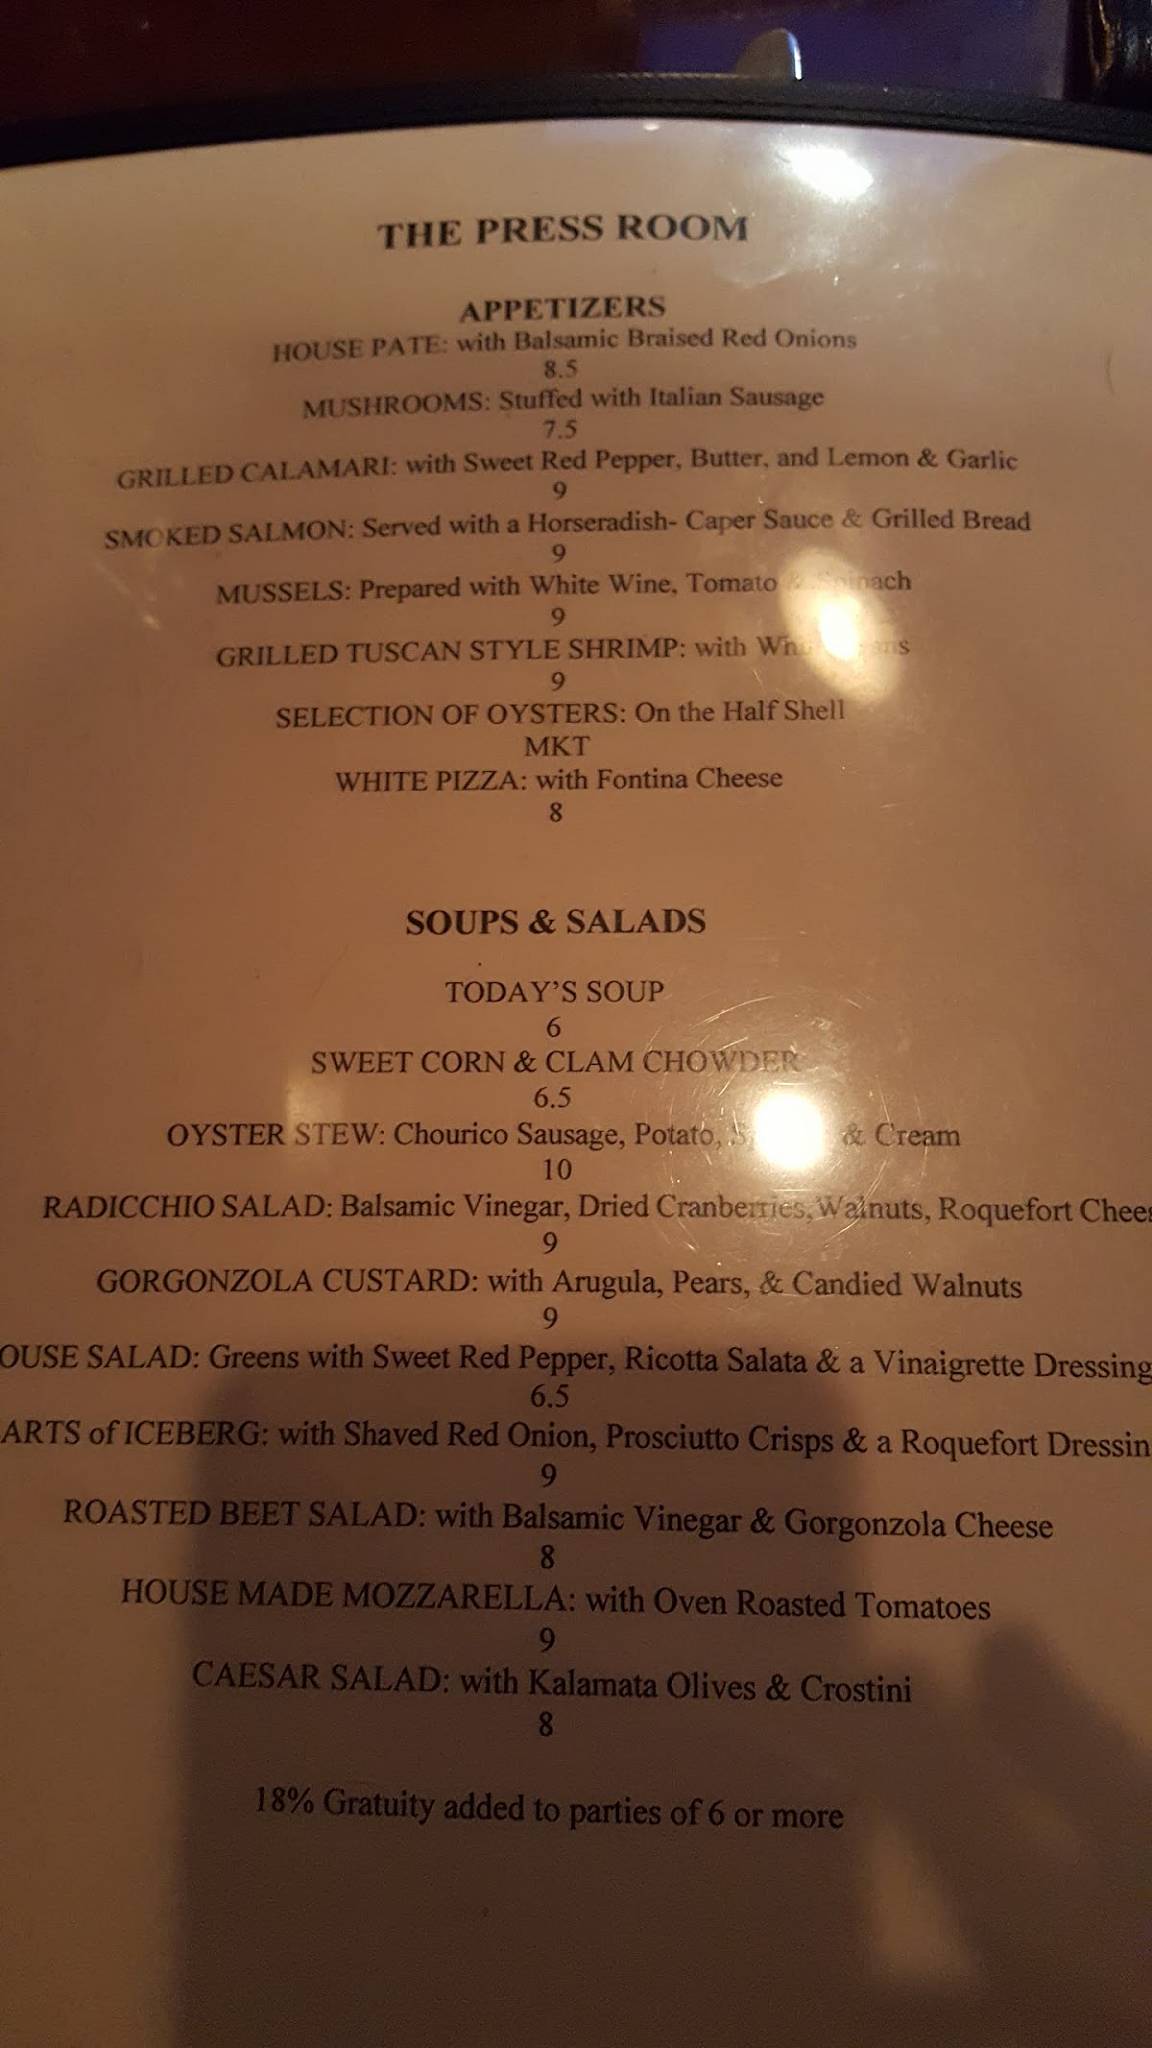 THE PRESS ROOM
APPETIZERS
HOUSE PATE: with Balsamic Braised Red Onions
8.5
MUSHROOMS: Stuffed with Italian Sausage
7.5
GRILLED CALAMARI: with Sweet Red Pepper, Butter, and Lemon & Garlic
9
SMOKED SALMON: Served with a Horseradish- Caper Sauce & Grilled Bread
9
MUSSELS: Prepared with White Wine, Tomato & Spinach
9
GRILLED TUSCAN STYLE SHRIMP: with
9
SELECTION OF OYSTERS: On the Half Shell
MKT
WHITE PIZZA: with Fontina Cheese
8
SOUPS & SALADS
TODAY'S SOUP
6
SWEET CORN & CLAM CHOWDER
6.5
OYSTER STEW: Chourico Sausage, Potato, & Cream
10
RADICCHIO SALAD: Balsamic Vinegar, Dried Cranberries, Walnuts, Roquefort Chees
9
GORGONZOLA CUSTARD: with Arugula, Pears, & Candied Walnuts
9
OUSE SALAD: Greens with Sweet Red Pepper, Ricotta Salata & a Vinaigrette Dressing
6.5
ARTS of ICEBERG: with Shaved Red Onion, Prosciutto Crisps & a Roquefort Dressin
9
ROASTED BEET SALAD: with Balsamic Vinegar & Gorgonzola Cheese
8
HOUSE MADE MOZZARELLA: with Oven Roasted Tomatoes
9
CAESAR SALAD: with Kalamata Olives & Crostini
8
18% Gratuity added to parties of 6 or more